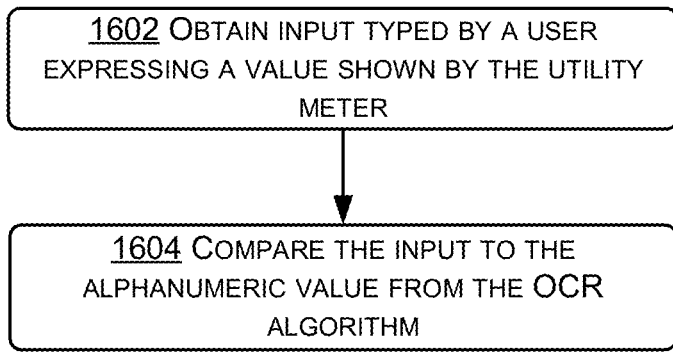 1602 OBTAIN INPUT TYPED BY A USER
EXPRESSING A VALUE SHOWN BY THE UTILITY
METER
1604 COMPARE THE INPUT TO THE
ALPHANUMERIC VALUE FROM THE OCR
ALGORITHM